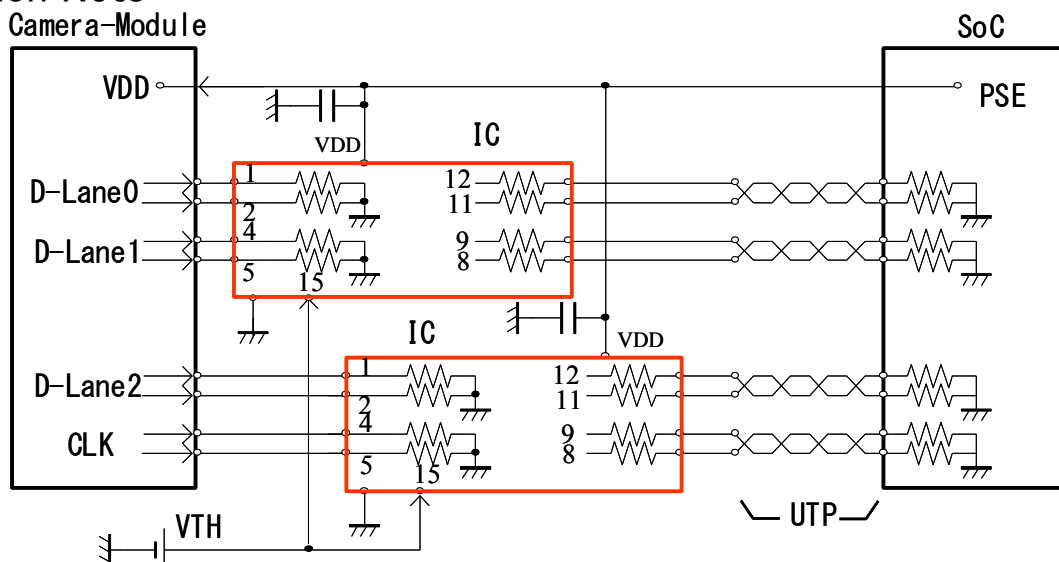 Camera-Module
SoC
VDD
PSE
VDD
IC
D-Lane0
1
2
12
11
D-Lane1
4
5
15
9
8
IC
VDD
D-Lane2
1
2
12
11
CLK
4
5
15
9
8
VTH
UTP